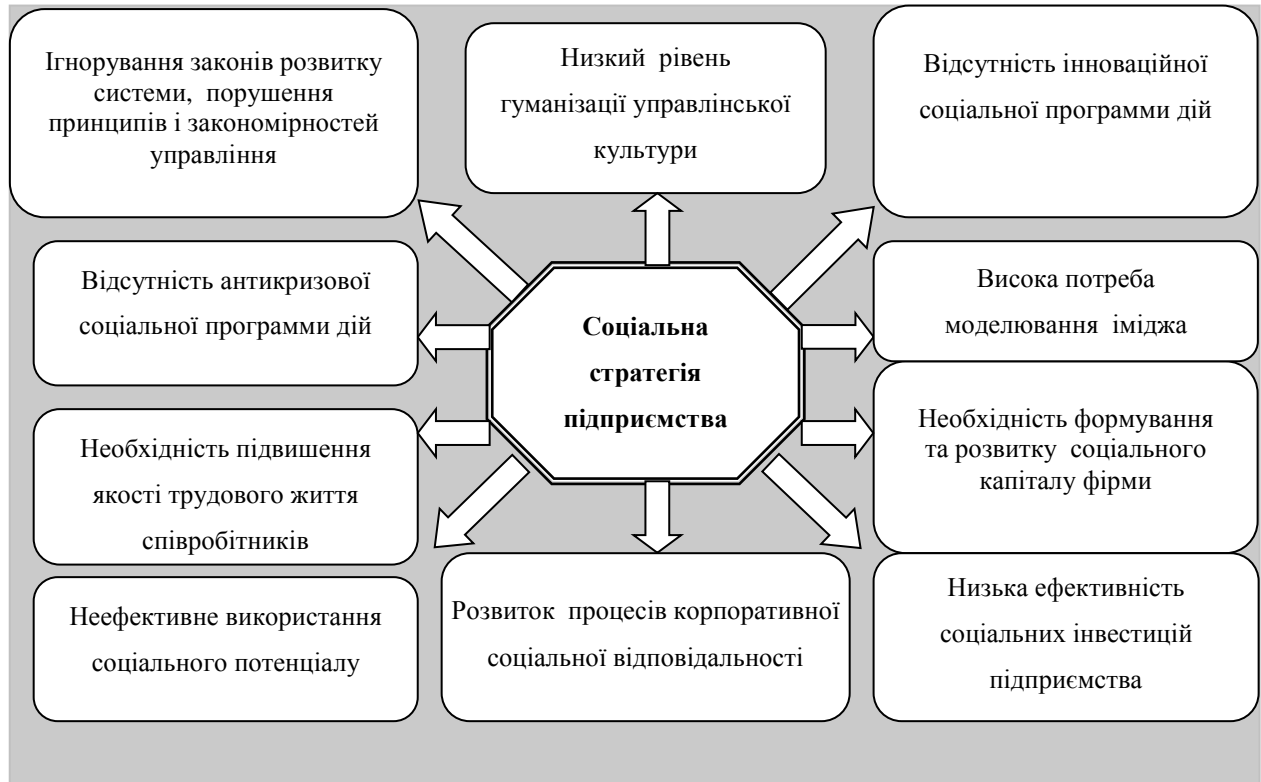 Ігнорування законів розвитку
системи, порушення
принципів і закономірностей
управління
Низкий рівень
гуманізації управлінської
культури
Відсутність інноваційної
соціальної программи дій
Відсутність антикризової
соціальної программи дій
Соціальна
стратегія
підприємства
Висока потреба
моделювання іміджа
Необхідність підвишення
якості трудового життя
співробітників
Необхідність формування
та розвитку соціального
капіталу фірми
Неефективне використання
соціального потенціалу
Розвиток процесів корпоративної
соціальної відповідальності
Низька ефективність
соціальних інвестицій
підприємства